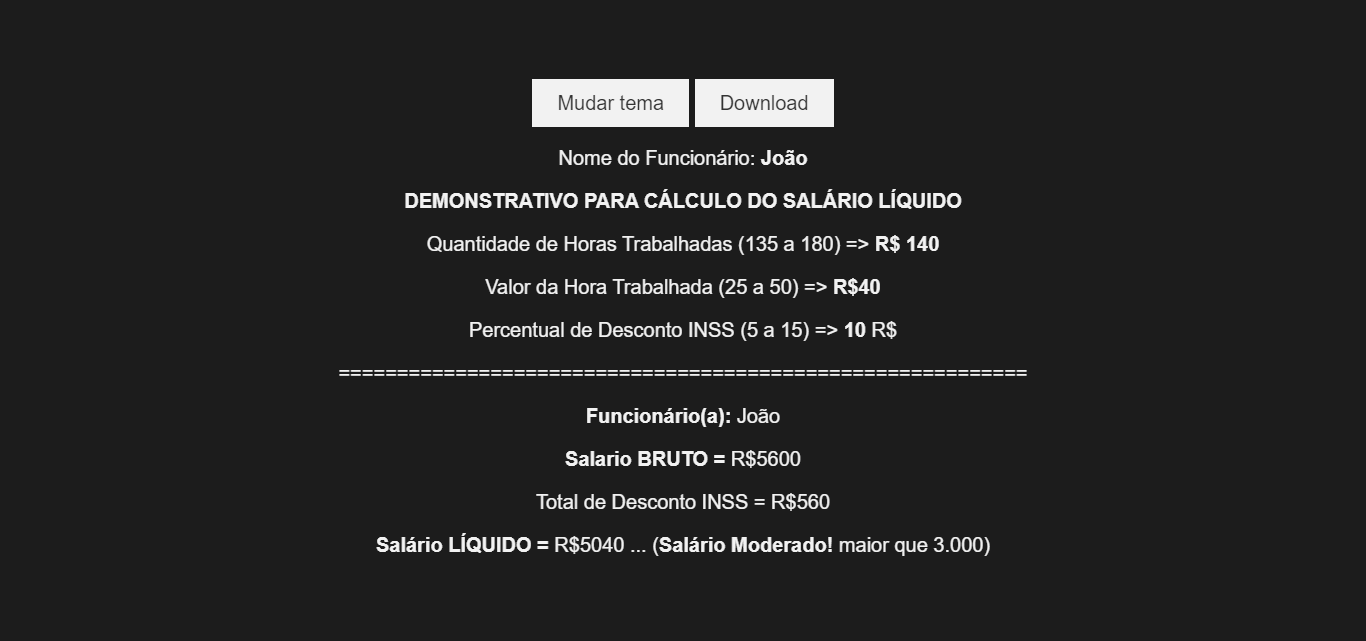 Mudar tema Download
Nome do Funcionário: João
DEMONSTRATIVO PARA CÁLCULO DO SALÁRIO LÍQUIDO
Quantidade de Horas Trabalhadas (135 a 180) => R$ 140
Valor da Hora Trabalhada (25 a 50) => R$40
Percentual de Desconto INSS (5 a 15) => 10 R$
===========================================================
Funcionário(a): João
Salario BRUTO = R$5600
Total de Desconto INSS = R$560
Salário LÍQUIDO = R$5040 ... (Salário Moderado! maior que 3.000)